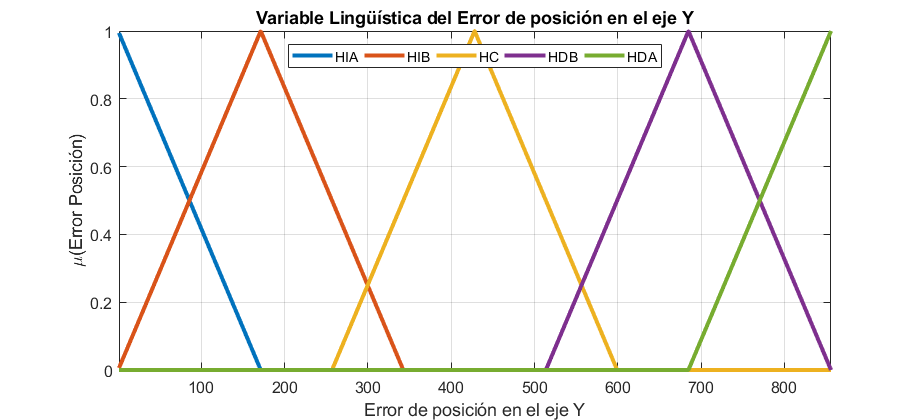 Variable Lingüística del Error de posición en el eje Y
HIA HIB HC HDB HDA
μ(Error Posición)
1
0.8
0.6
0.4
0.2
0
100 200 300 400 500 600 700 800
Error de posición en el eje Y